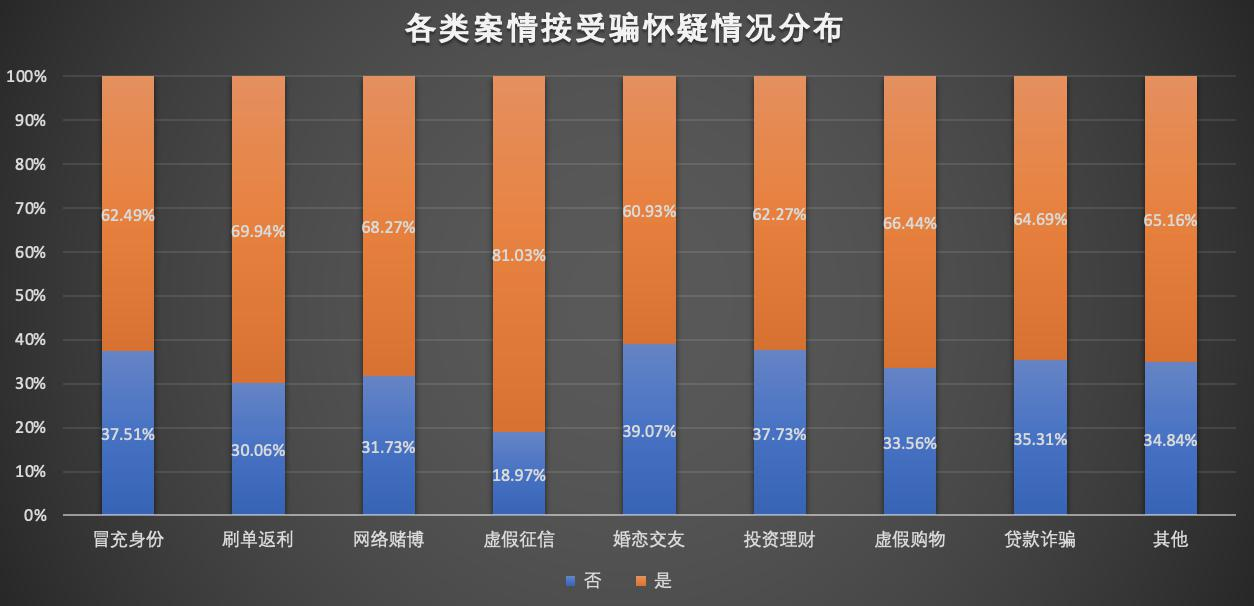 各类案情按受骗怀疑情况分布
100%
90%
80%
70%
60%
50%
40%
30%
20%
10%
0%
62.49% 69.94% 68.27% 81.03% 60.93% 62.27% 66.44% 64.69% 65.16%
37.51% 30.06% 31.73% 18.97% 39.07% 37.73% 33.56% 35.31% 34.84%
冒充身份 刷单返利 网络赌博 虚假征信 婚恋交友 投资理财 虚假购物 贷款诈骗 其他
否 是